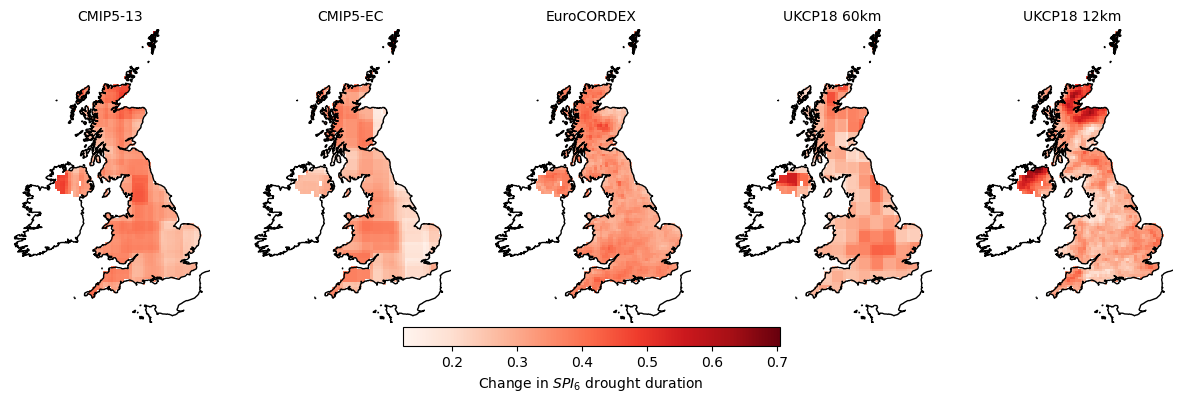 CMIP5-13 CMIP5-EC EuroCORDEX UKCP18 60km UKCP18 12km
0.2 0.3 0.4 0.5 0.6 0.7
Change in SPI₆ drought duration